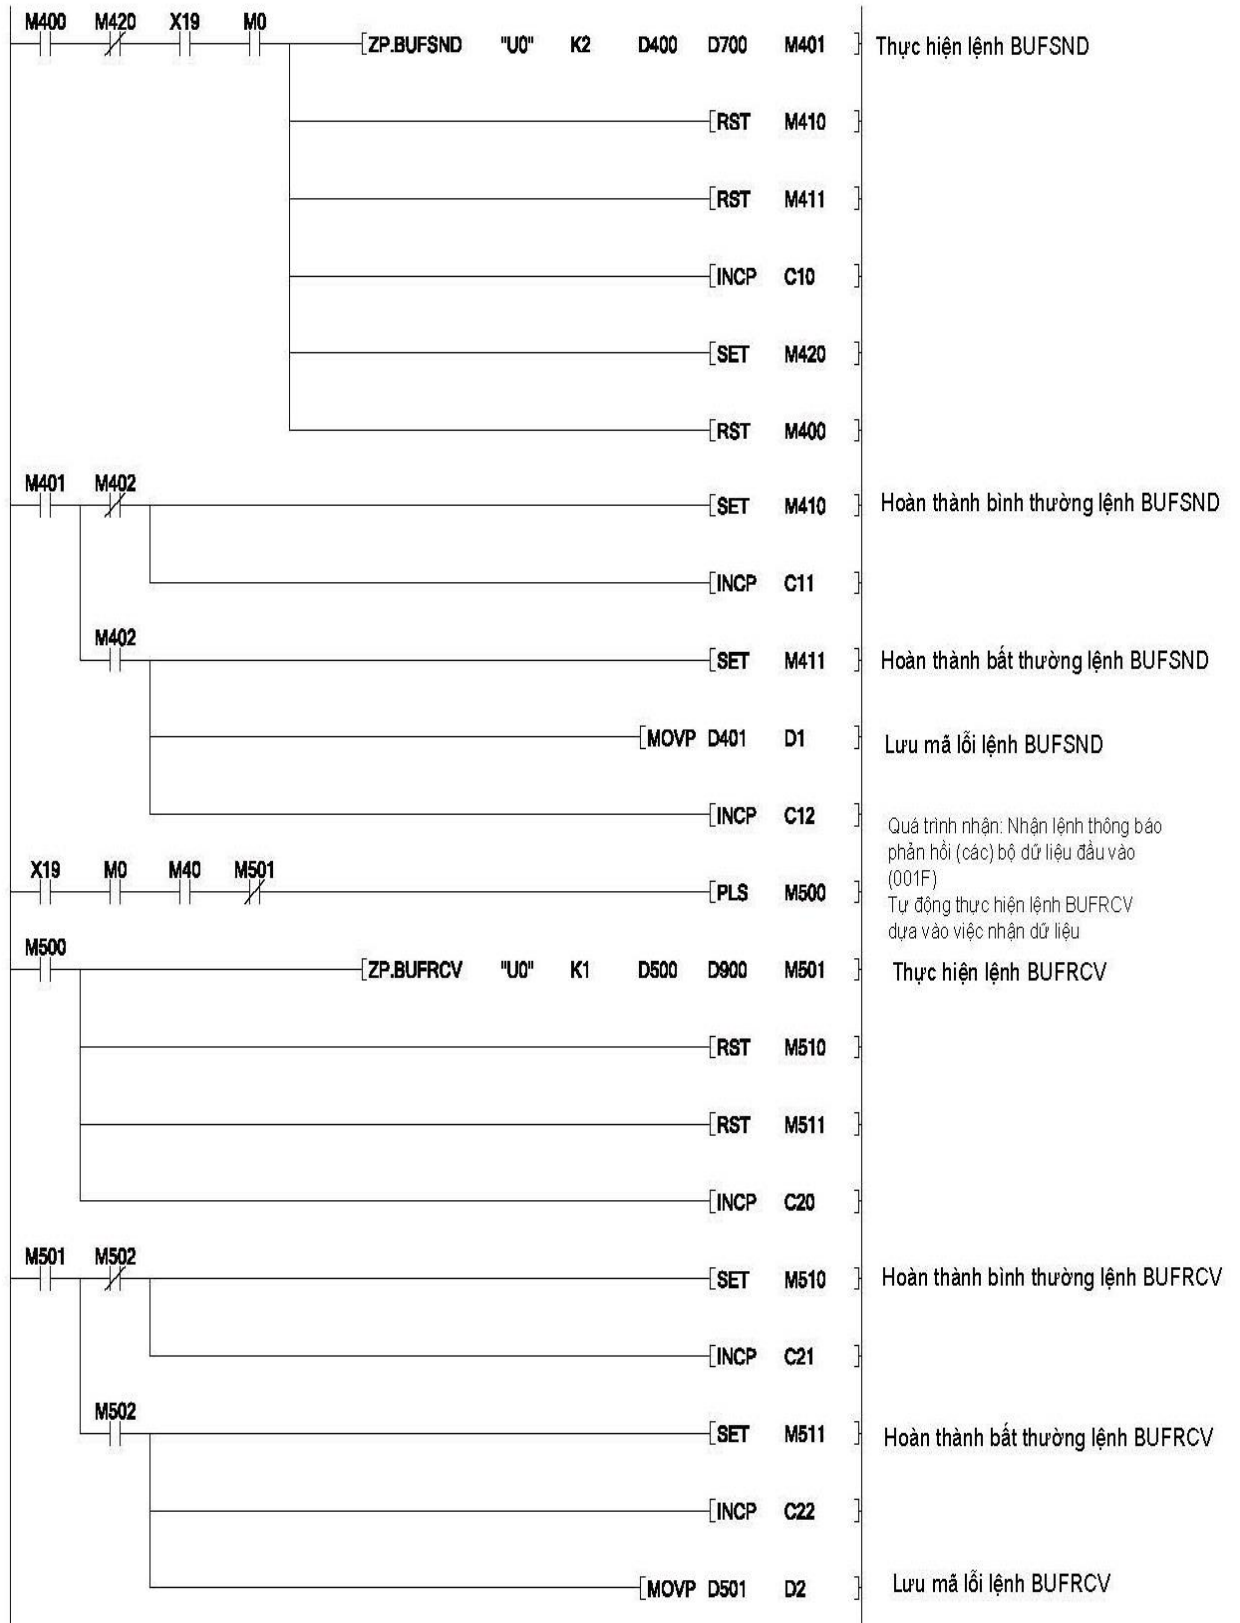 M400 M420 X19 M0
[ZP.BUFSND "U0" K2 D400 D700 M401 ] Thực hiện lệnh BUFSND
[RST M410 ]
[RST M411 ]
[INCP C10 ]
[SET M420 ]
[RST M400 ]
M401 M402
[SET M410 ] Hoàn thành bình thường lệnh BUFSND
[INCP C11 ]
M402
[SET M411 ] Hoàn thành bất thường lệnh BUFSND
[MOVP D401 D1 ] Lưu mã lỗi lệnh BUFSND
[INCP C12 ]
Quá trình nhận: Nhận lệnh thông báo
phản hồi (các) bộ dữ liệu đầu vào
(001F)
Tự động thực hiện lệnh BUFRCV
dựa vào việc nhận dữ liệu
X19 M0 M40 M501
[PLS M500 ]
M500
[ZP.BUFRCV "U0" K1 D500 D900 M501 ] Thực hiện lệnh BUFRCV
[RST M510 ]
[RST M511 ]
[INCP C20 ]
M501 M502
[SET M510 ] Hoàn thành bình thường lệnh BUFRCV
[INCP C21 ]
M502
[SET M511 ] Hoàn thành bất thường lệnh BUFRCV
[INCP C22 ]
[MOVP D501 D2 ] Lưu mã lỗi lệnh BUFRCV